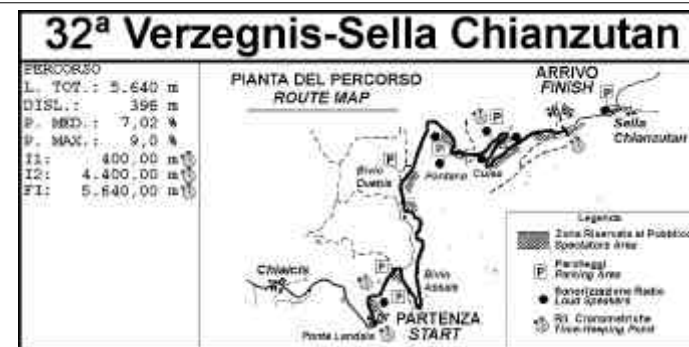 32ª Verzegnis-Sella Chianzutan
PERCORSO
L. TOT.: 5.640 m
DISL.: 396 m
P. MED.: 7,02 %
P. MAX.: 9,0 %
I1: 400,00 m
I2: 4.400,00 m
FI: 5.640,00 m
PIANTA DEL PERCORSO
ROUTE MAP
ARRIVO
FINISH
P
Sella
Chianzutan
P
P
P
Bivio
Duebis
Pozzana
Cuias
Chiaicis
P
P
Bivio
Assais
PARTENZA
START
Ponte Landaia
Legenda
Zona Riservata al Pubblico
Spectators Area
P
Parcheggi
Parking Area
Sonorizzazione Radio
Loud Speakers
Ril. Cronometriche
Time-Keeping Point